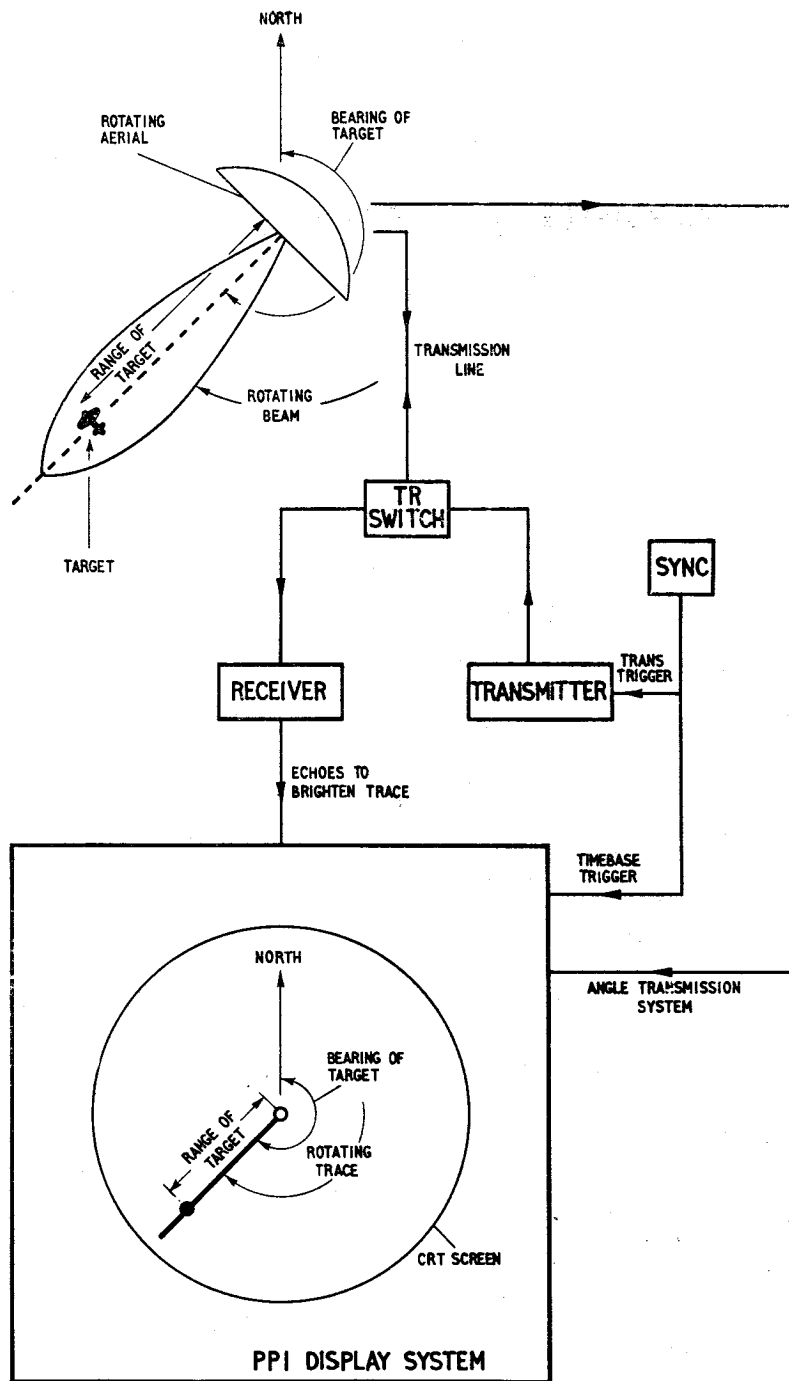 NORTH
ROTATING
AERIAL
BEARING OF
TARGET
RANGE OF
TARGET
TRANSMISSION
LINE
ROTATING
BEAM
TARGET
TR
SWITCH
SYNC
RECEIVER
TRANSMITTER
TRANS
TRIGGER
ECHOES TO
BRIGHTEN TRACE
TIMEBASE
TRIGGER
ANGLE TRANSMISSION
SYSTEM
NORTH
BEARING OF
TARGET
RANGE OF
TARGET
ROTATING
TRACE
CRT SCREEN
PPI DISPLAY SYSTEM